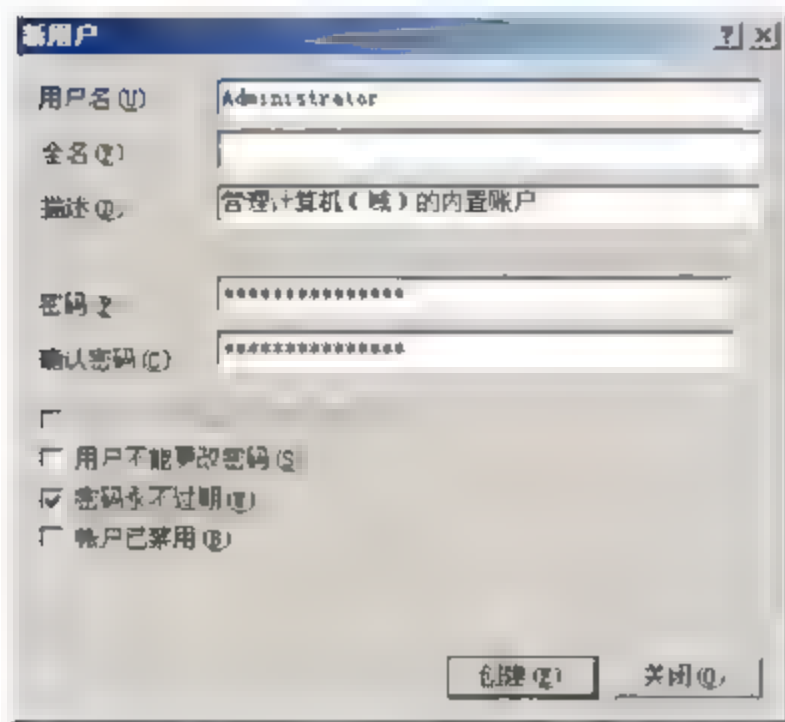 新用户
用户名(U)
Administrator
全名(F)
描述(D)
管理计算机(域)的内置账户
密码(P)
***************
确认密码(C)
***************
用户不能更改密码(S)
密码永不过期(W)
帐户已禁用(B)
创建(E)
关闭(O)